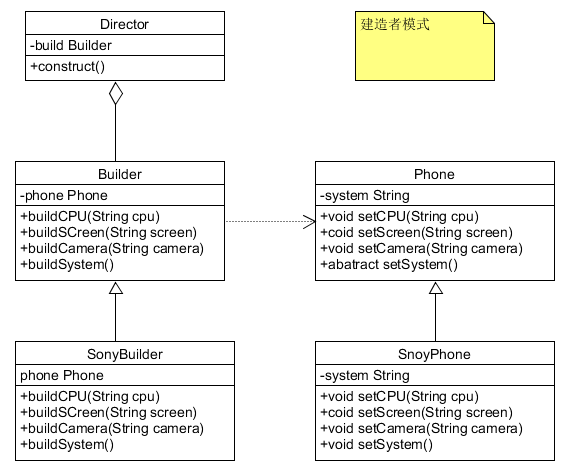 Director
-build Builder
+construct()
建造者模式
Builder
-phone Phone
+buildCPU(String cpu)
+buildSCreen(String screen)
+buildCamera(String camera)
+buildSystem()
Phone
-system String
+void setCPU(String cpu)
+coid setScreen(String screen)
+void setCamera(String camera)
+abatract setSystem()
SonyBuilder
phone Phone
+buildCPU(String cpu)
+buildSCreen(String screen)
+buildCamera(String camera)
+buildSystem()
SnoyPhone
-system String
+void setCPU(String cpu)
+coid setScreen(String screen)
+void setCamera(String camera)
+void setSystem()